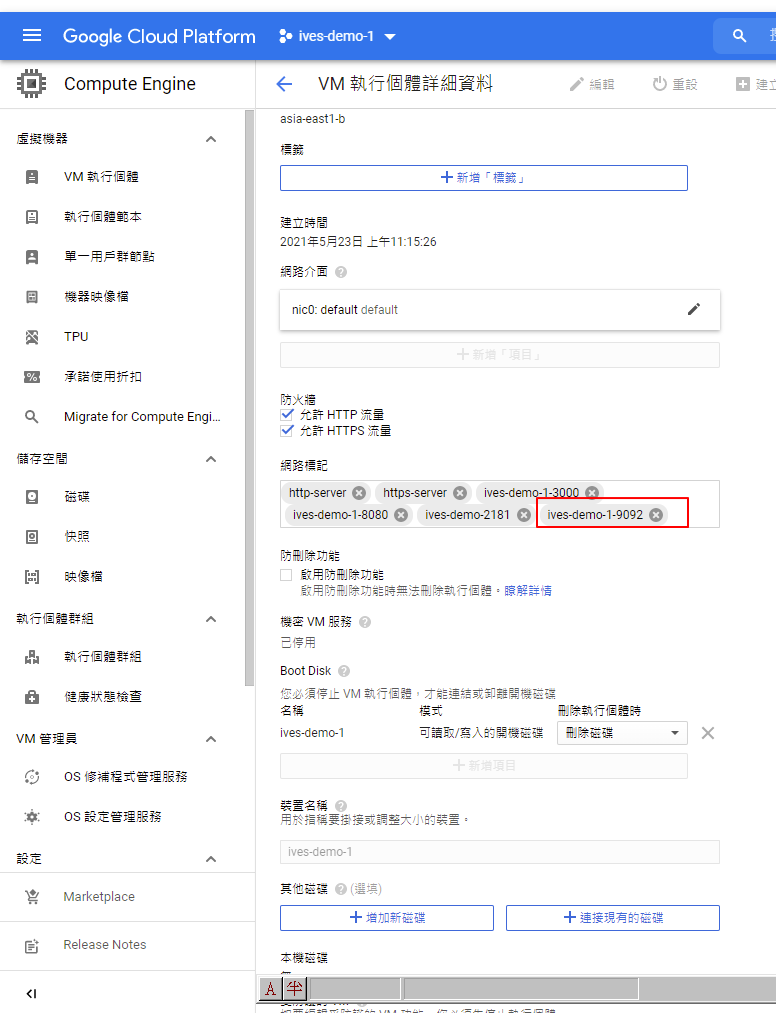 Google Cloud Platform
ives-demo-1
Compute Engine
VM 執行個體詳細資料
編輯
重設
虛擬機器
VM 執行個體
執行個體範本
單一用戶群節點
機器映像檔
TPU
承諾使用折扣
Migrate for Compute Engi...
儲存空間
磁碟
快照
映像檔
執行個體群組
執行個體群組
健康狀態檢查
VM 管理員
OS 修補程式管理服務
OS 設定管理服務
設定
Marketplace
Release Notes
asia-east1-b
標籤
新增「標籤」
建立時間
2021年5月23日 上午11:15:26
網路介面
nic0: default default
新增「項目」
防火牆
允許 HTTP 流量
允許 HTTPS 流量
網路標記
http-server https-server ives-demo-1-3000
ives-demo-1-8080 ives-demo-2181 ives-demo-1-9092
防刪除功能
啟用防刪除功能
啟用防刪除功能時無法刪除執行個體。瞭解詳情
機密 VM 服務
已停用
Boot Disk
您必須停止 VM 執行個體，才能連結或卸離開機磁碟
名稱 模式 刪除執行個體時
ives-demo-1 可讀取/寫入的開機磁碟 刪除磁碟
新增項目
裝置名稱
用於指稱要掛接或調整大小的裝置。
ives-demo-1
其他磁碟 (選填)
增加新磁碟 連接現有的磁碟
本機磁碟
A 半